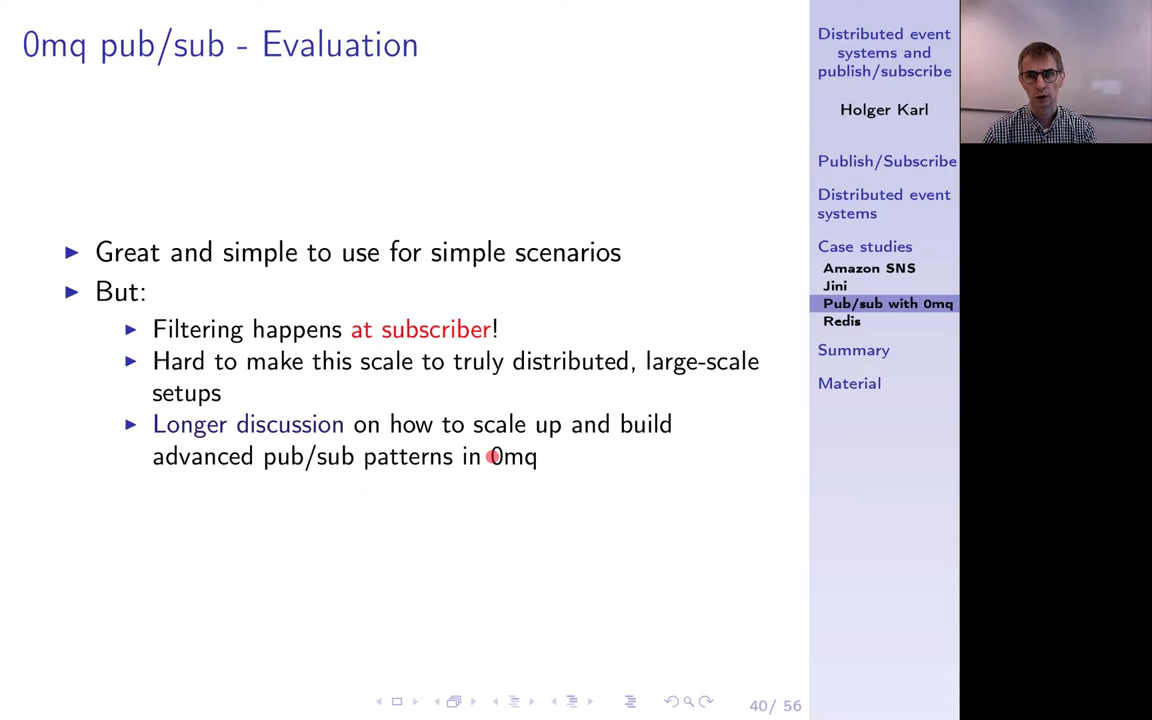 0mq pub/sub - Evaluation
Great and simple to use for simple scenarios
But:
Filtering happens at subscriber!
Hard to make this scale to truly distributed, large-scale
setups
Longer discussion on how to scale up and build
advanced pub/sub patterns in 0mq
40/ 56
Distributed event
systems and
publish/subscribe
Holger Karl
Publish/Subscribe
Distributed event
systems
Case studies
Amazon SNS
Jini
Pub/sub with 0mq
Redis
Summary
Material